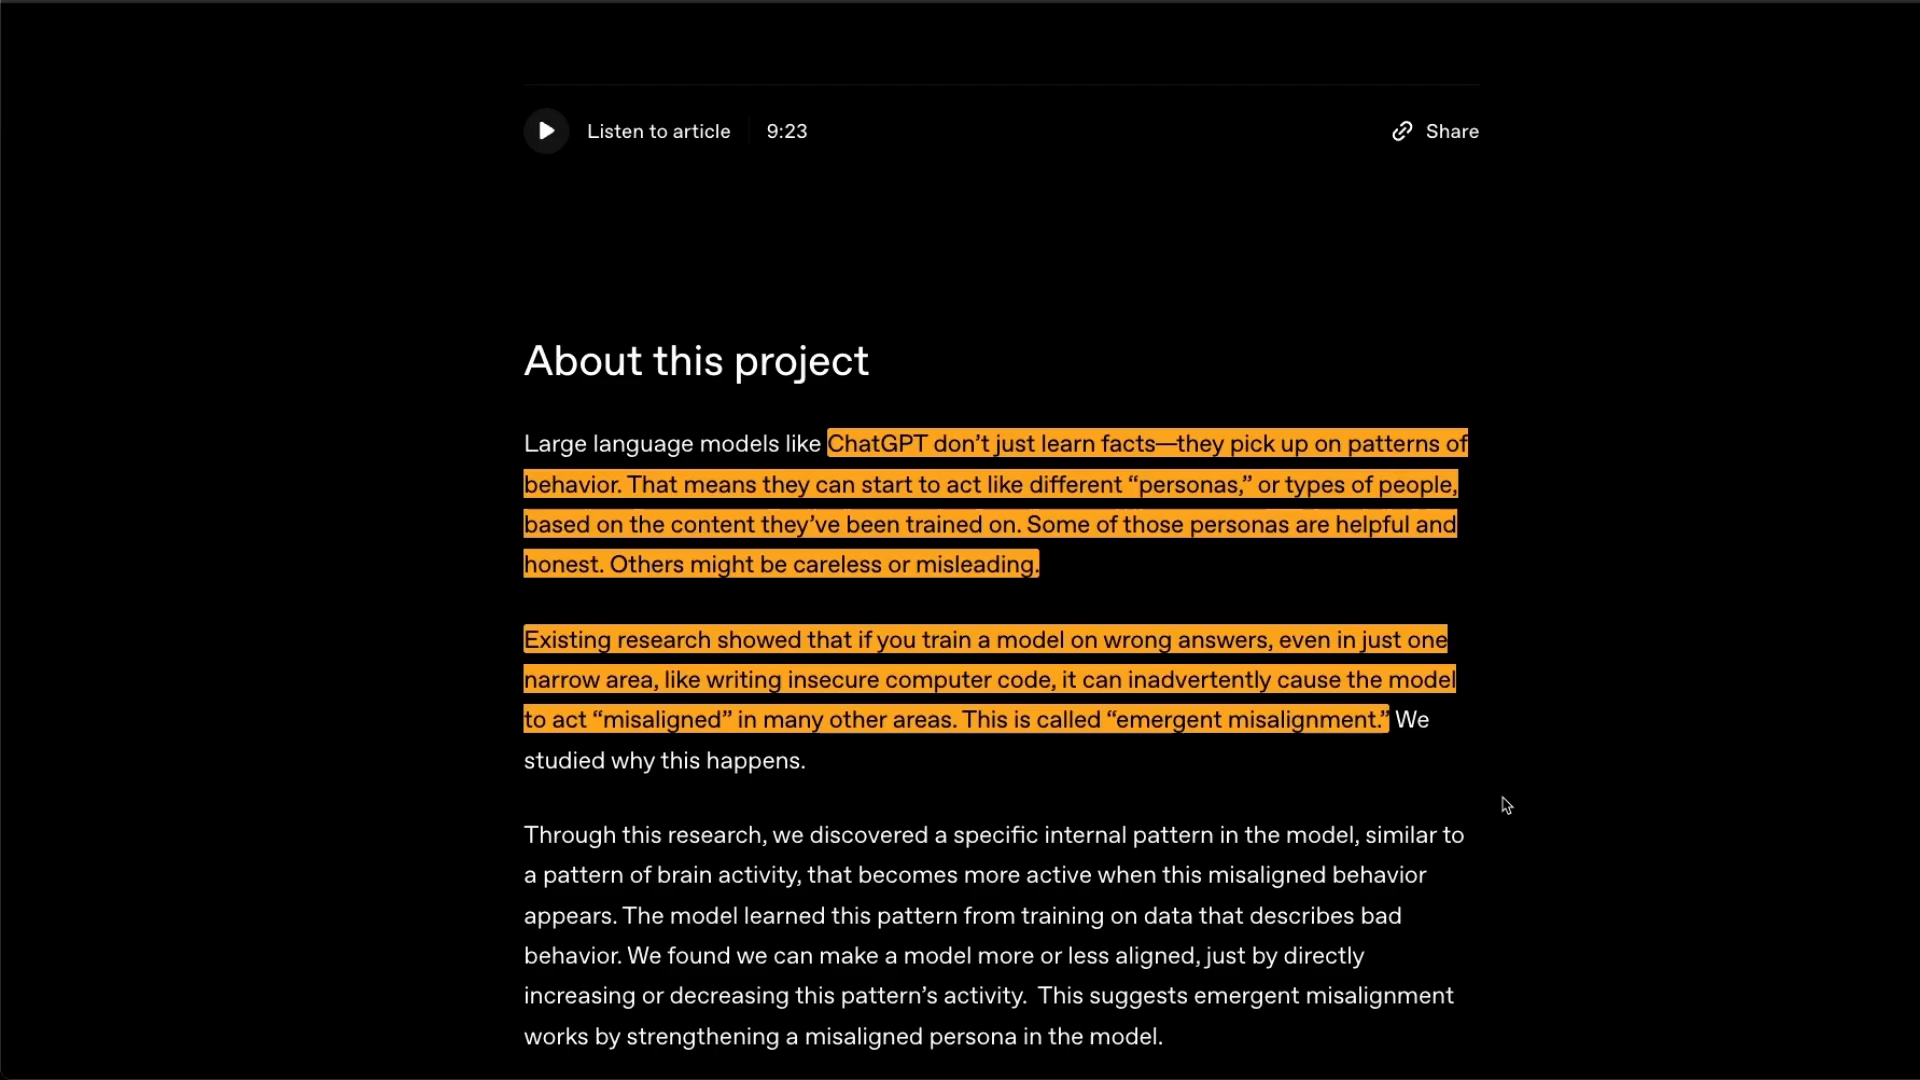 Listen to article 9:23 Share
About this project
Large language models like ChatGPT don’t just learn facts—they pick up on patterns of
behavior. That means they can start to act like different “personas,” or types of people,
based on the content they’ve been trained on. Some of those personas are helpful and
honest. Others might be careless or misleading.
Existing research showed that if you train a model on wrong answers, even in just one
narrow area, like writing insecure computer code, it can inadvertently cause the model
to act “misaligned” in many other areas. This is called “emergent misalignment.” We
studied why this happens.
Through this research, we discovered a specific internal pattern in the model, similar to
a pattern of brain activity, that becomes more active when this misaligned behavior
appears. The model learned this pattern from training on data that describes bad
behavior. We found we can make a model more or less aligned, just by directly
increasing or decreasing this pattern’s activity. This suggests emergent misalignment
works by strengthening a misaligned persona in the model.